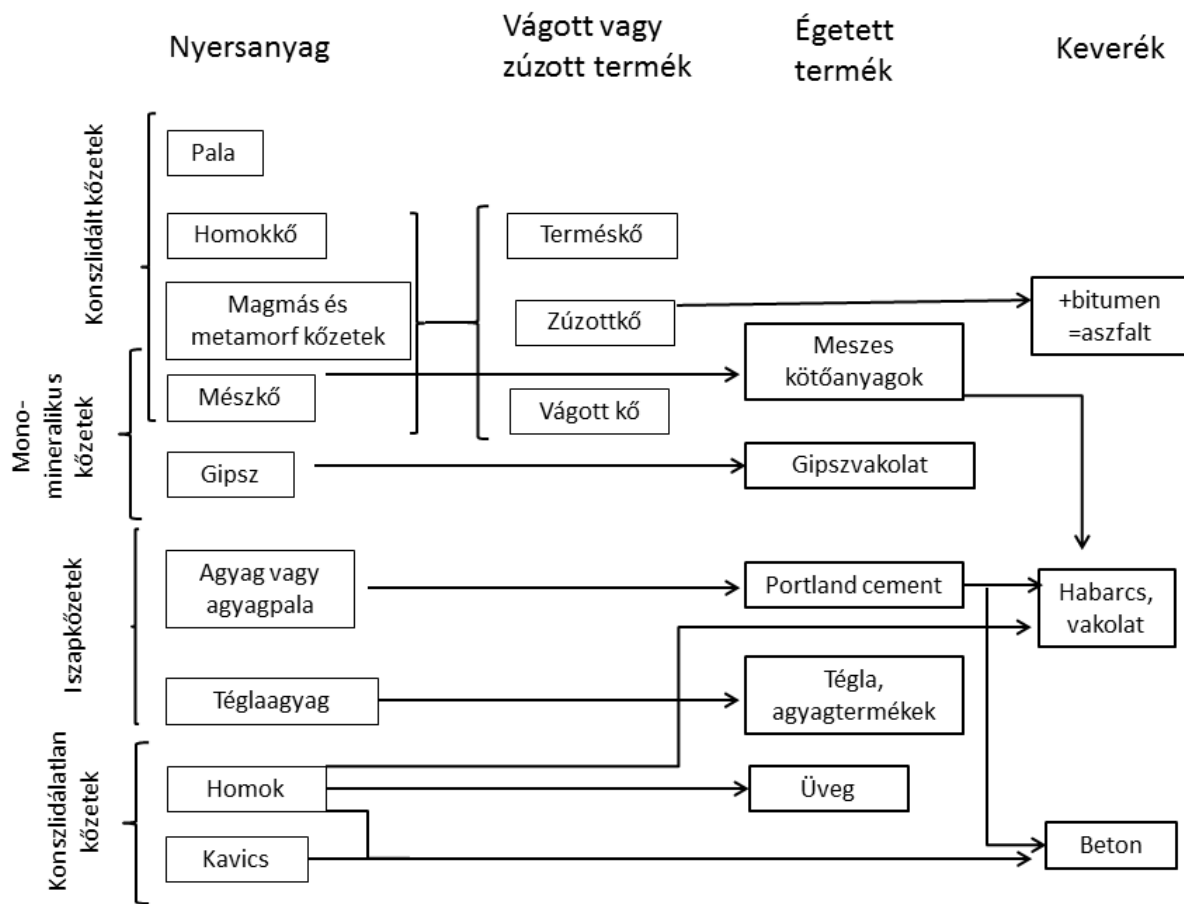 Nyersanyag
Vágott vagy
zúzott termék
Égetett
termék
Keverék
Konszlidált kőzetek
Pala
Homokkő
Magmás és
metamorf kőzetek
Mészkő
Terméskő
Zúzottkő
Vágott kő
+bitumen
=aszfalt
Meszes
kötőanyagok
Mono-
mineralikus
kőzetek
Gipsz
Gipszvakolat
Iszapkőzetek
Agyag vagy
agyagpala
Portland cement
Habarcs,
vakolat
Téglaagyag
Tégla,
agyagtermékek
Konszlidálatlan
kőzetek
Homok
Üveg
Kavics
Beton